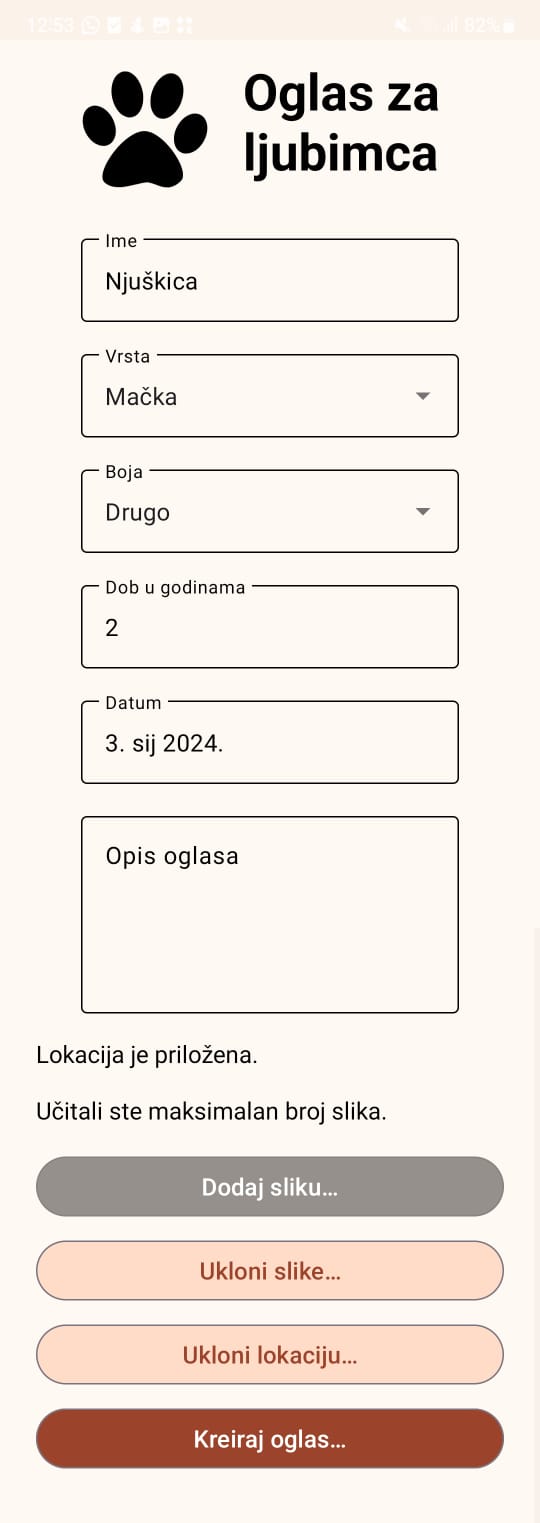 12:53
82%
Oglas za
ljubimca
Ime
Njuškica
Vrsta
Mačka
Boja
Drugo
Dob u godinama
2
Datum
3. sij 2024.
Opis oglasa
Lokacija je priložena.
Učitali ste maksimalan broj slika.
Dodaj sliku...
Ukloni slike...
Ukloni lokaciju...
Kreiraj oglas...